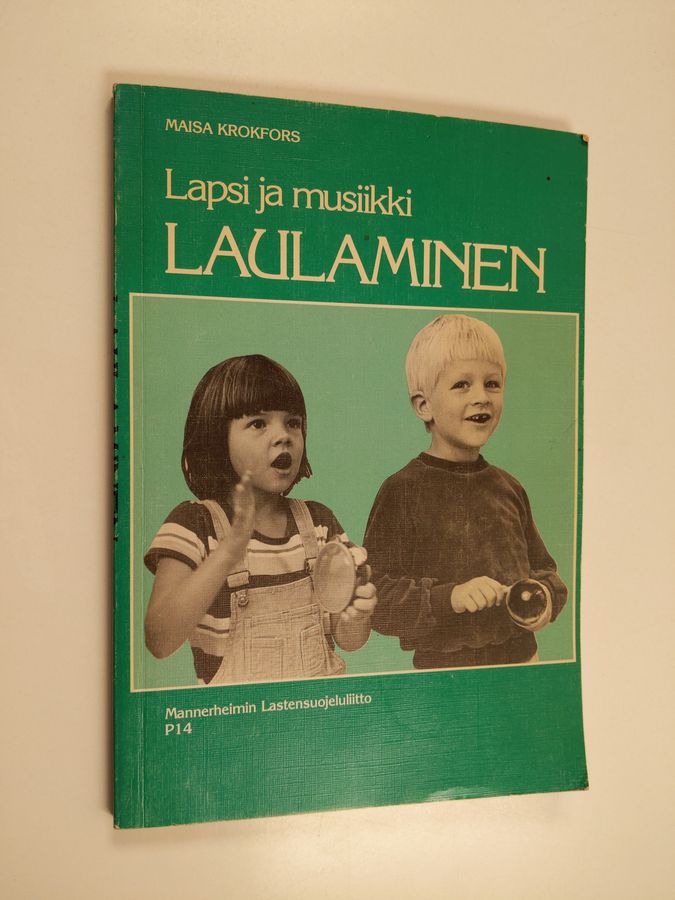 MAISA KROKFORS
Lapsi ja musiikki
LAULAMINEN
Mannerheimin Lastensuojeluliitto
P14